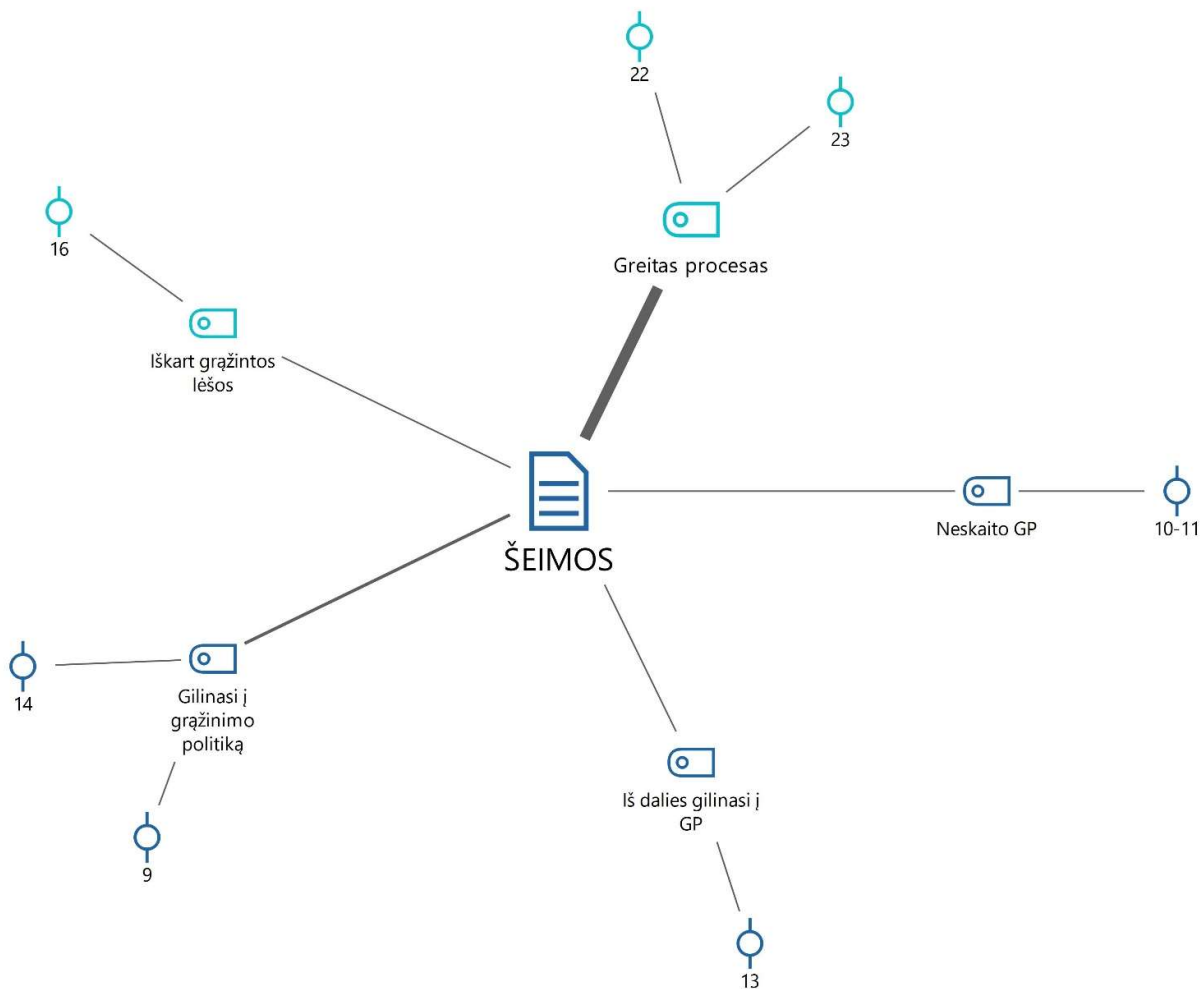 22
23
Greitas procesas
16
Iškart grąžintos
lėšos
ŠEIMOS
Neskaito GP
10-11
14
Gilinasi į
grąžinimo
politiką
9
Iš dalies gilinasi į
GP
13